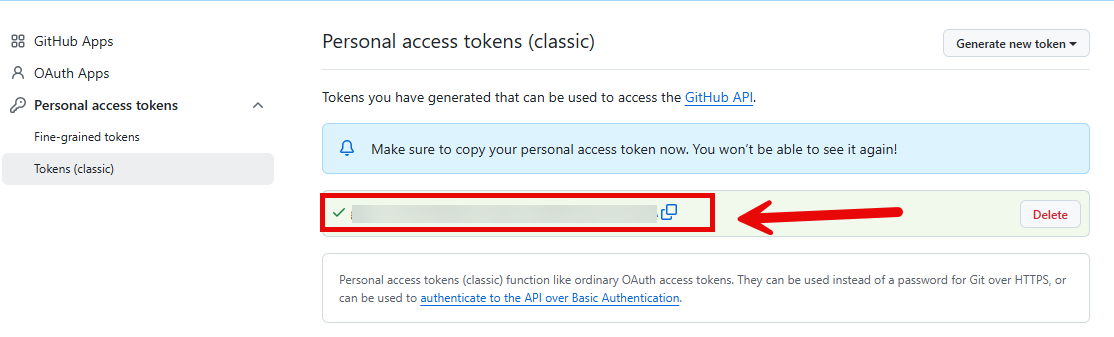 GitHub Apps
OAuth Apps
Personal access tokens
Fine-grained tokens
Tokens (classic)
Personal access tokens (classic)
Generate new token
Tokens you have generated that can be used to access the GitHub API.
Make sure to copy your personal access token now. You won't be able to see it again!
Delete
Personal access tokens (classic) function like ordinary OAuth access tokens. They can be used instead of a password for Git over HTTPS, or
can be used to authenticate to the API over Basic Authentication.